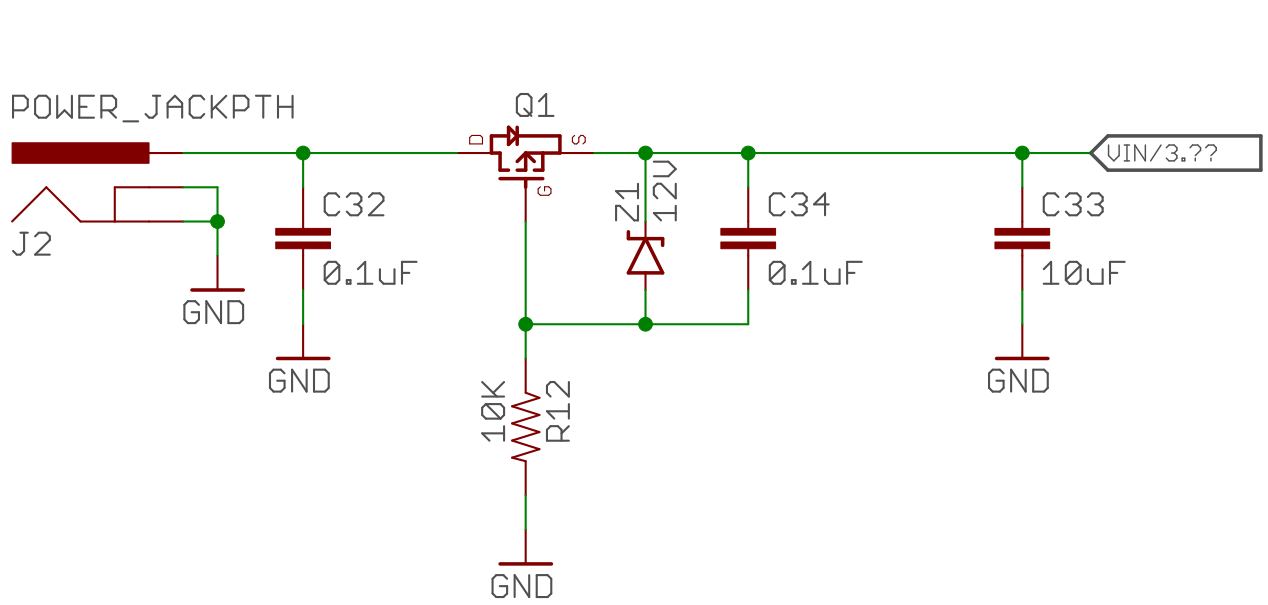 POWER_JACKPTH
J2
GND
C32
0.1uF
GND
Q1
D
S
G
Z1
12V
C34
0.1uF
10K
R12
GND
C33
10uF
GND
VIN/3.??